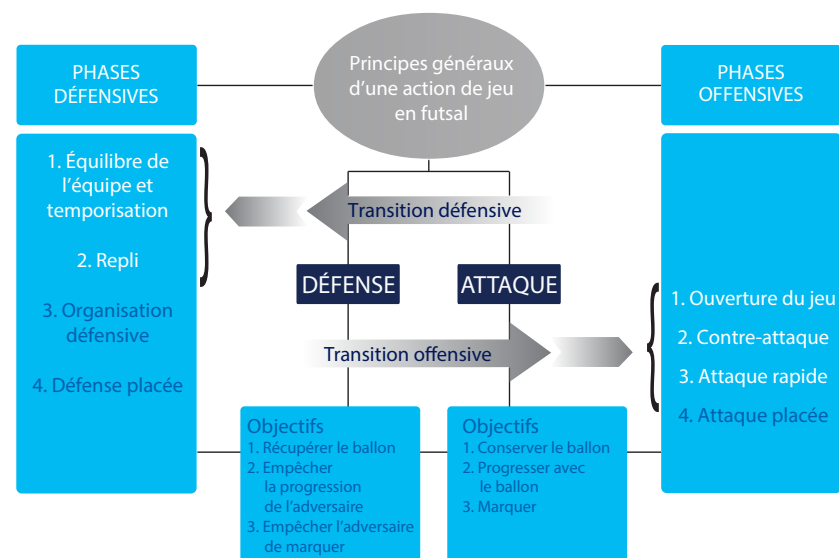 Principes généraux
d'une action de jeu
en futsal
PHASES
DÉFENSIVES
1. Équilibre de
l'équipe et
temporisation
2. Repli
3. Organisation
défensive
4. Défense placée
Transition défensive
DÉFENSE
ATTAQUE
Transition offensive
Objectifs
1. Récupérer le ballon
2. Empêcher
la progression
de l'adversaire
3. Empêcher l'adversaire
de marquer
Objectifs
1. Conserver le ballon
2. Progresser avec
le ballon
3. Marquer
PHASES
OFFENSIVES
1. Ouverture du jeu
2. Contre-attaque
3. Attaque rapide
4. Attaque placée